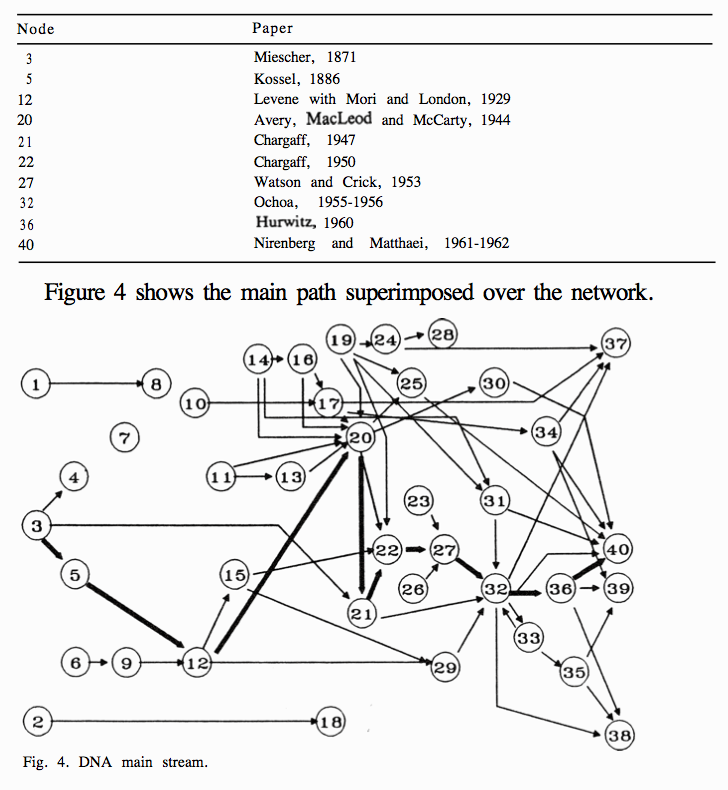 Node Paper
3 Miescher, 1871
5 Kossel, 1886
12 Levene with Mori and London, 1929
20 Avery, MacLeod and McCarty, 1944
21 Chargaff, 1947
22 Chargaff, 1950
27 Watson and Crick, 1953
32 Ochoa, 1955-1956
36 Hurwitz, 1960
40 Nirenberg and Matthaei, 1961-1962
Figure 4 shows the main path superimposed over the network.
19 24 28
37
14 16
1 8
25 30
10 17
34
7 20
4 11 13
23 31
3
22 27 40
5 15
26 32 36 39
21
33
6 9 12 29 35
2 18
38
Fig. 4. DNA main stream.